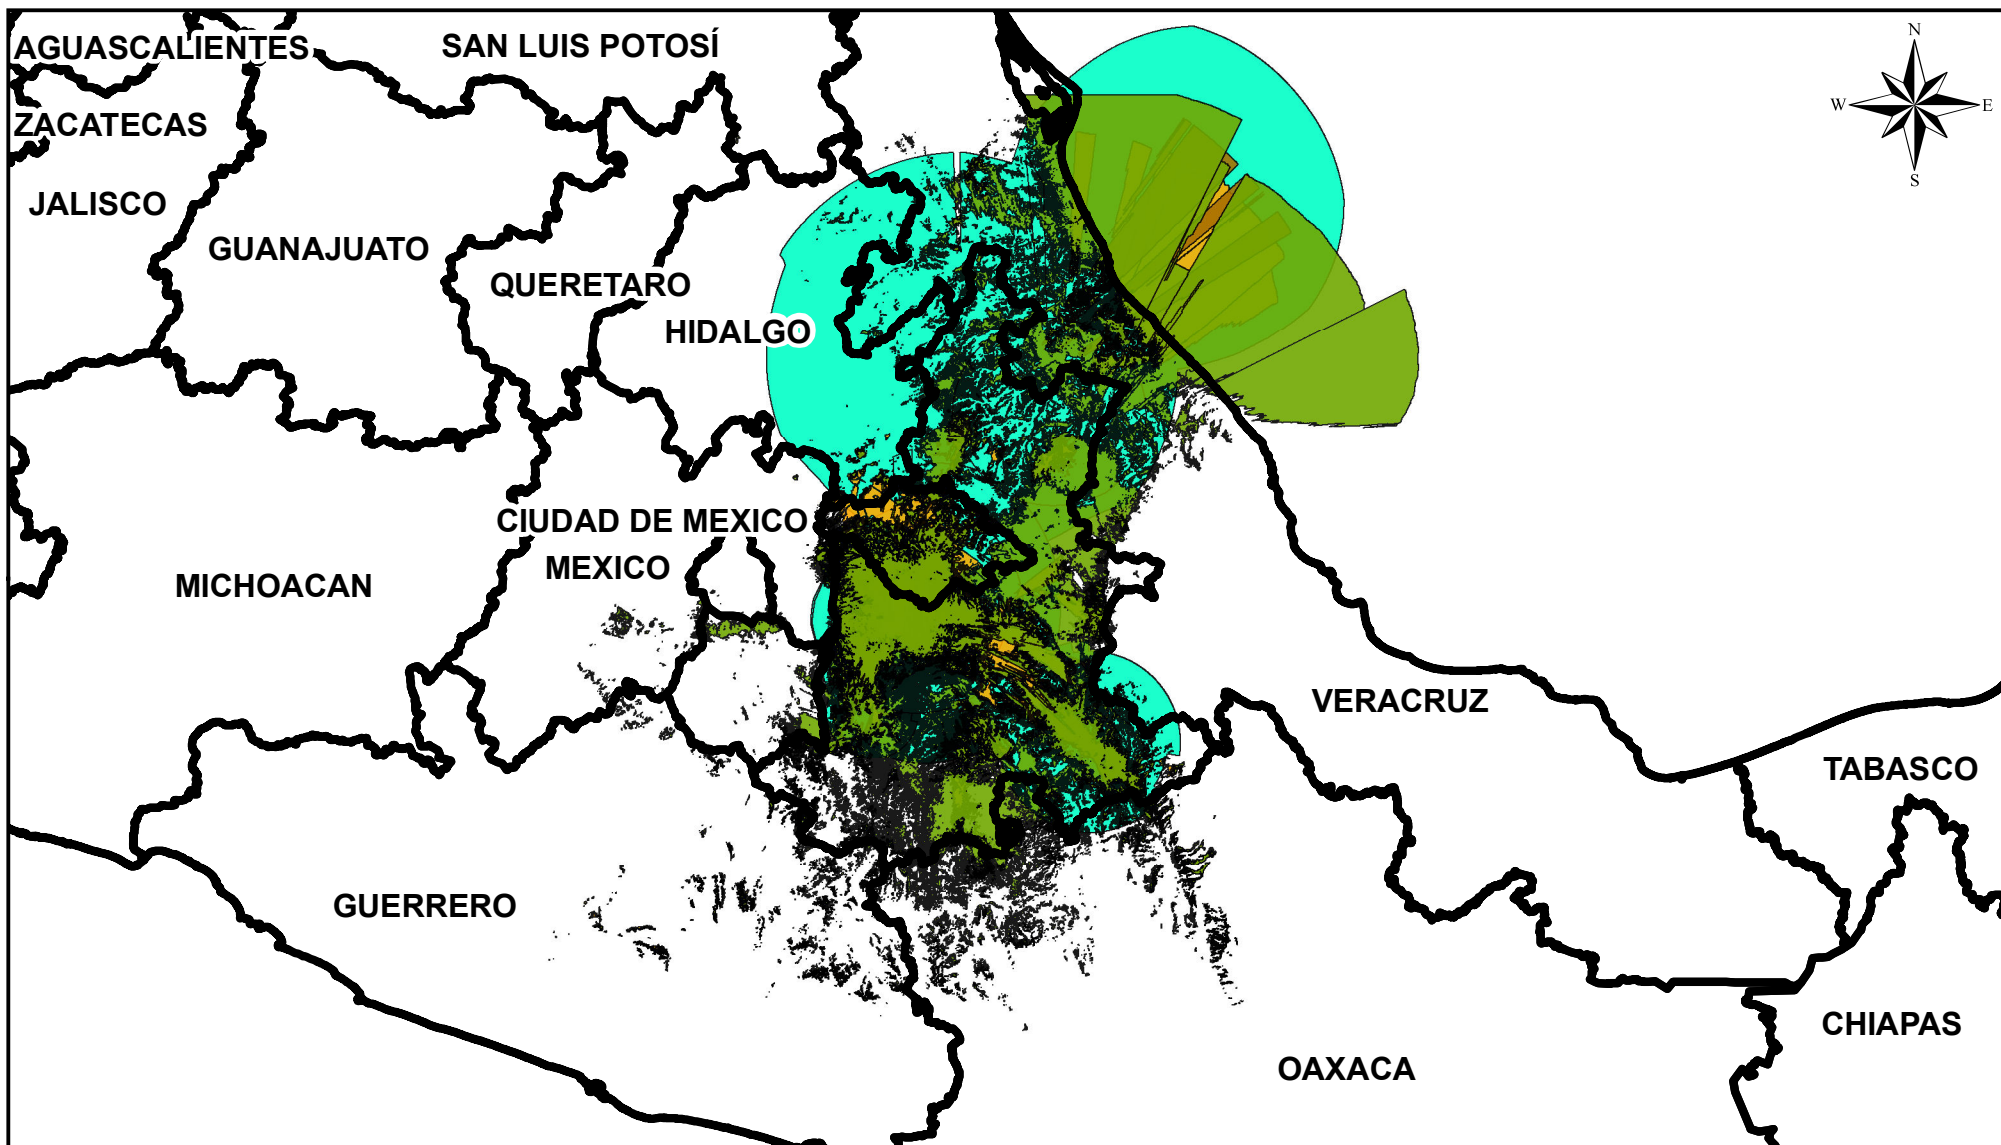 AGUASCALIENTES
SAN LUIS POTOSÍ
N
W
E
S
ZACATECAS
JALISCO
GUANAJUATO
QUERETARO
HIDALGO
CIUDAD DE MEXICO
MEXICO
MICHOACAN
VERACRUZ
TABASCO
GUERRERO
CHIAPAS
OAXACA